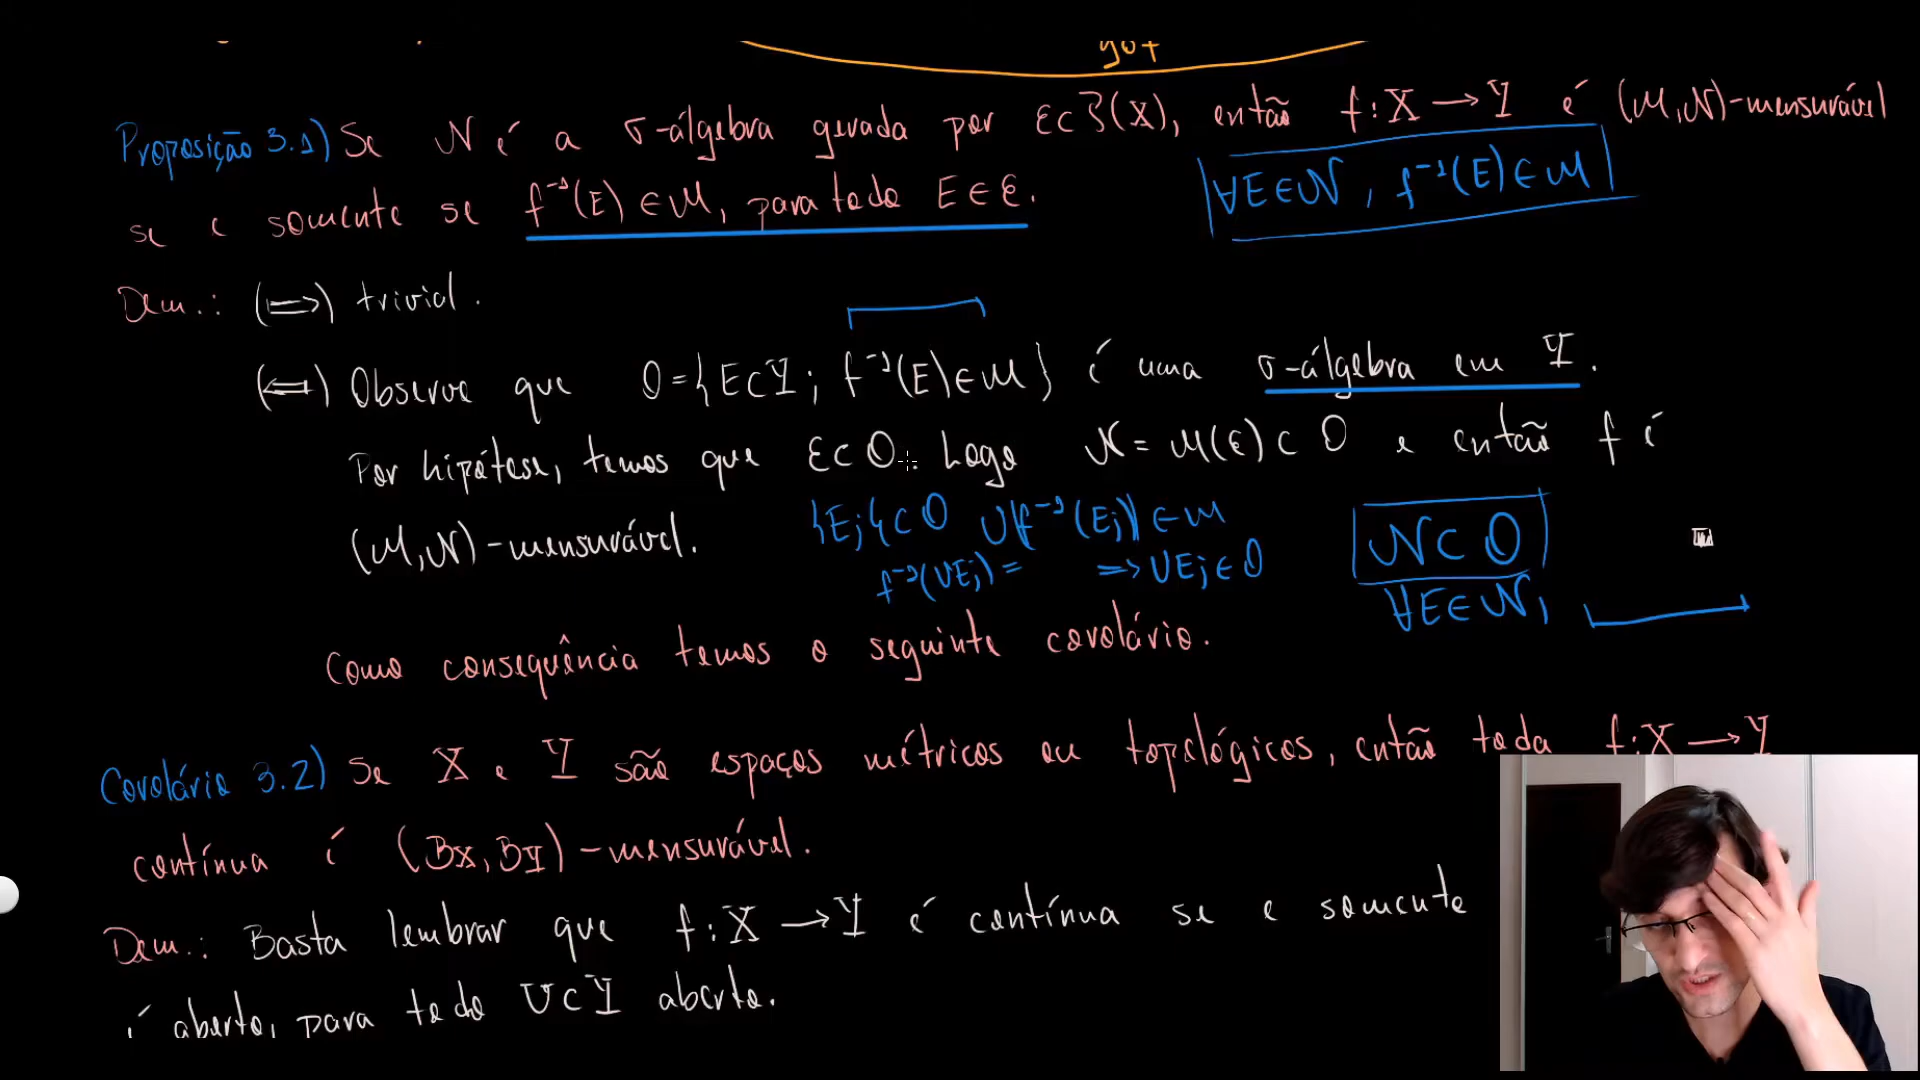 gof
Proposição 3.1) Se N é a σ-álgebra gerada por ε⊂P(X), então f:X→Y é (M,N)-mensurável
se e somente se f⁻¹(E)∈M, para todo E∈ε.
∀E∈N, f⁻¹(E)∈M
Dem.: (⟹) trivial.
(⟸) Observe que O={E⊂Y; f⁻¹(E)∈M} é uma σ-álgebra em Y.
Por hipótese, temos que ε⊂O. Logo N=M(ε)⊂O e então f é
(M,N)-mensurável.
{Ej}⊂O ∪(f⁻¹(Ej))∈M
f⁻¹(∪Ej)= ⟹∪Ej∈O
N⊂O
∀E∈N,
Como consequência temos o seguinte corolário.
Corolário 3.2) Se X e Y são espaços métricos ou topológicos, então toda f:X→Y
contínua é (BX,BY)-mensurável.
Dem.: Basta lembrar que f:X→Y é contínua se e somente
é aberto, para todo U⊂Y aberto.